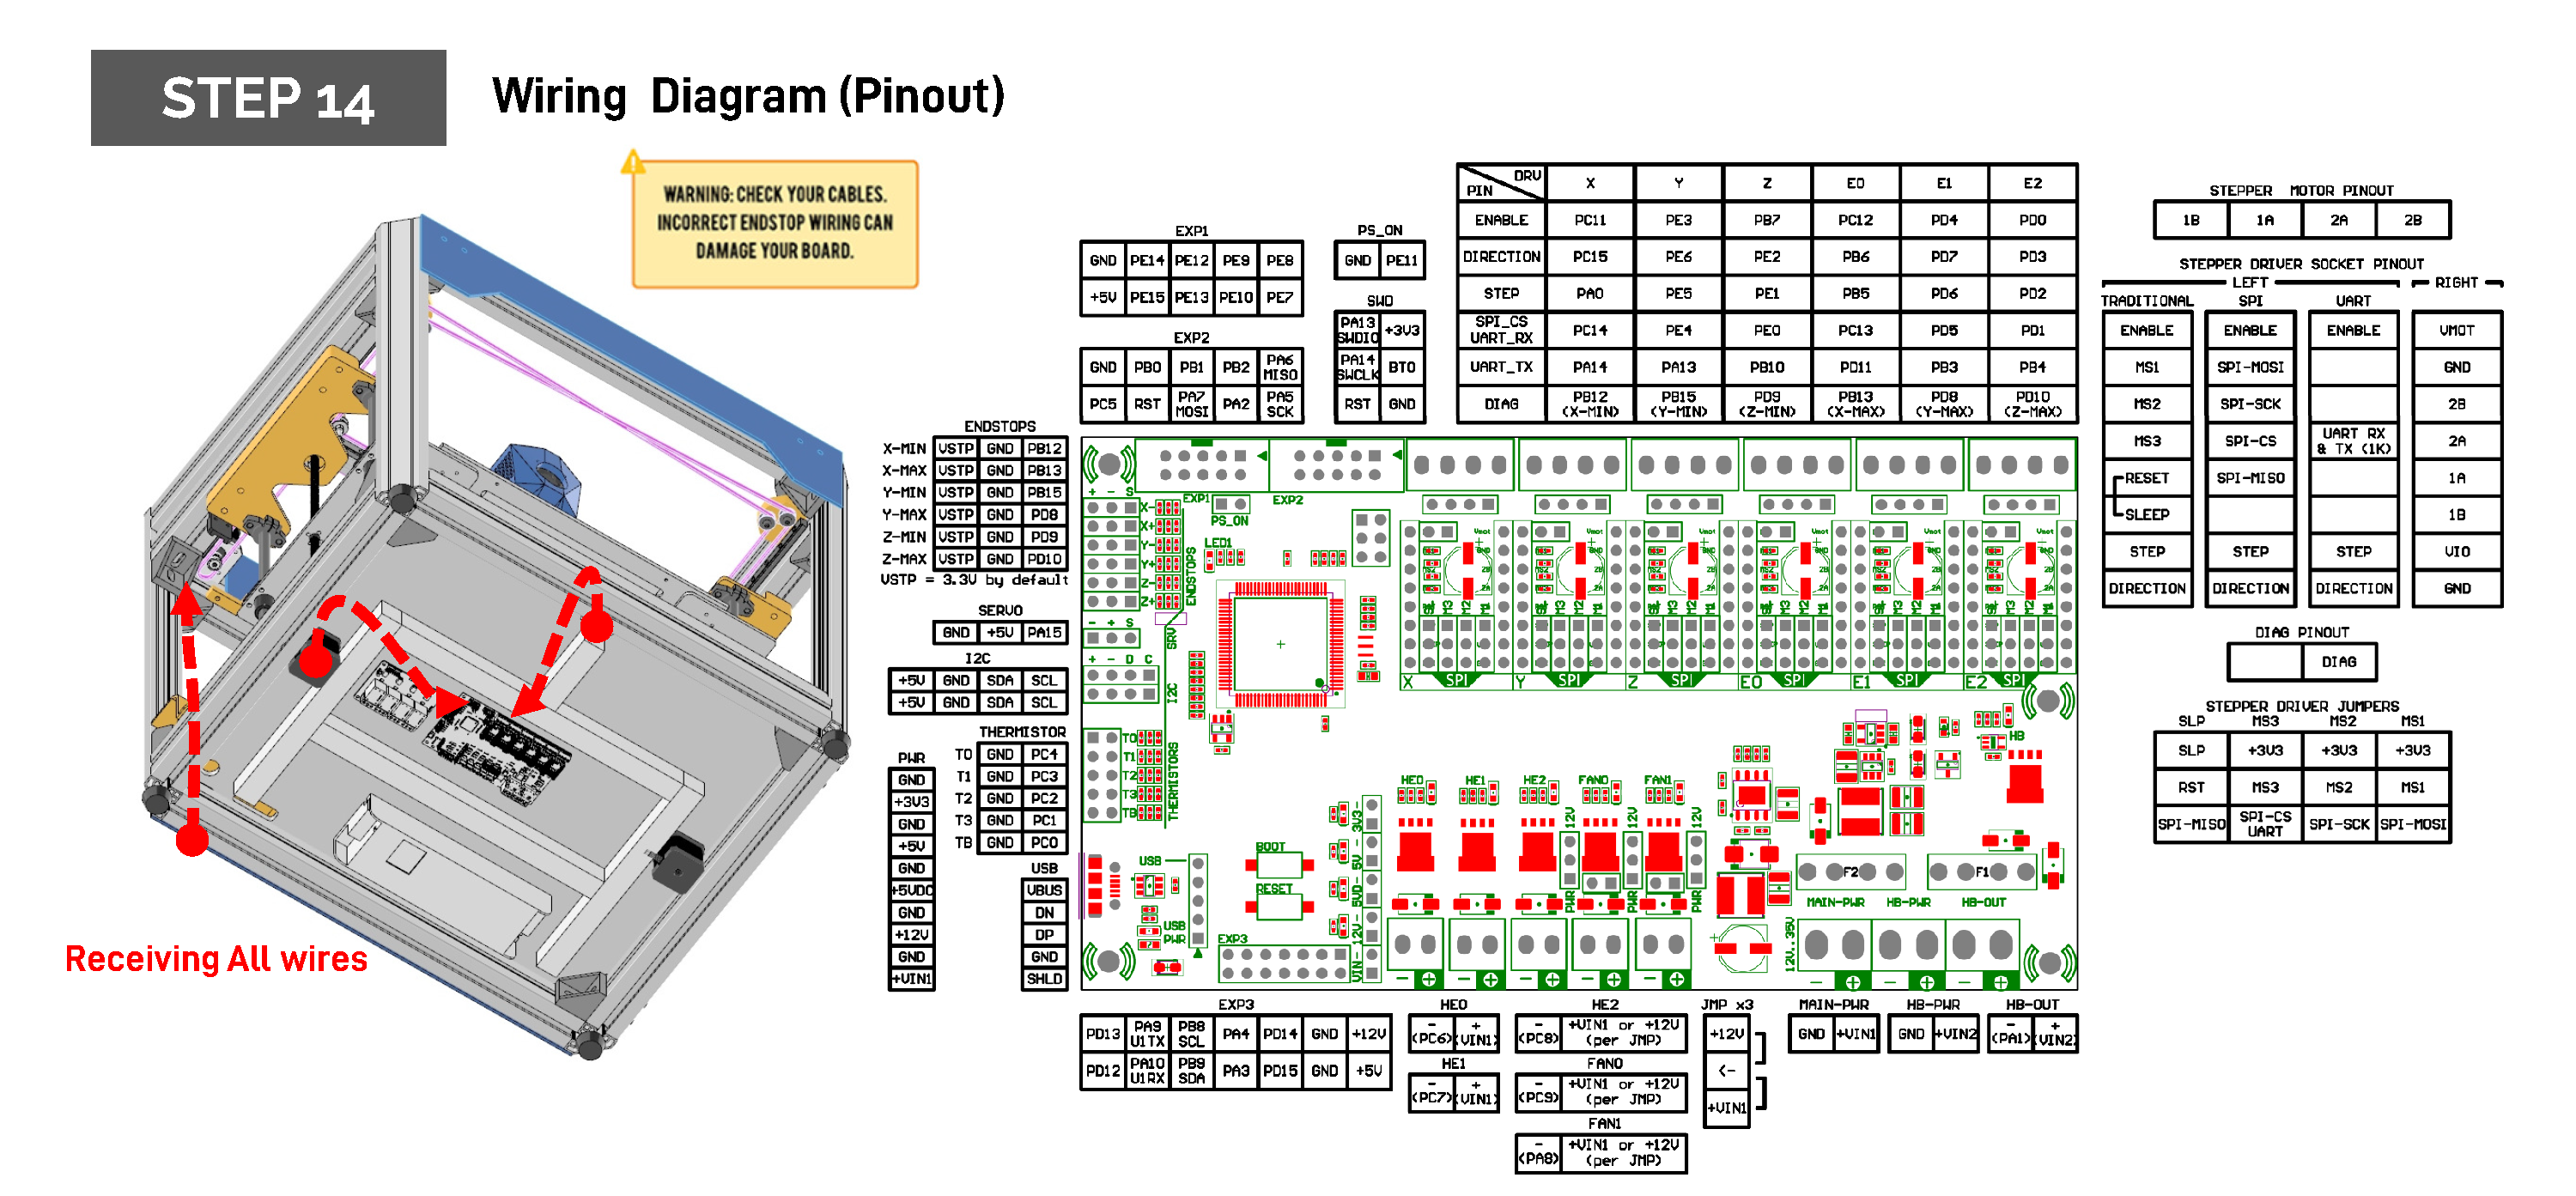 STEP 14
Wiring Diagram (Pinout)
WARNING: CHECK YOUR CABLES.
INCORRECT ENDSTOP WIRING CAN
DAMAGE YOUR BOARD.
Receiving All wires
EXP1
GND PE14 PE12 PE9 PE8
+5V PE15 PE13 PE10 PE7
EXP2
GND PB0 PB1 PB2 PA6 MISO
PC5 RST PA7 MOSI PA2 PA5 SCK
PS_ON
GND PE11
SWD
PA13 SWDIO +3V3
PA14 SWCLK BT0
RST GND
PIN DRV X Y Z E0 E1 E2
ENABLE PC11 PE3 PB7 PC12 PD4 PD0
DIRECTION PC15 PE6 PE2 PB6 PD7 PD3
STEP PA0 PE5 PE1 PB5 PD6 PD2
SPI_CS UART_RX PC14 PE4 PE0 PC13 PD5 PD1
UART_TX PA14 PA13 PB10 PD11 PB3 PB4
DIAG PB12 (X-MIN) PB15 (Y-MIN) PD9 (Z-MIN) PB13 (X-MAX) PD8 (Y-MAX) PD10 (Z-MAX)
STEPPER MOTOR PINOUT
1B 1A 2A 2B
STEPPER DRIVER SOCKET PINOUT
LEFT RIGHT
TRADITIONAL SPI UART
ENABLE ENABLE ENABLE VMOT
MS1 SPI-MOSI GND
MS2 SPI-SCK 2B
MS3 SPI-CS UART RX & TX (1K) 2A
RESET SPI-MISO 1A
SLEEP 1B
STEP STEP STEP VIO
DIRECTION DIRECTION DIRECTION GND
DIAG PINOUT
DIAG
STEPPER DRIVER JUMPERS
SLP MS3 MS2 MS1
SLP +3V3 +3V3 +3V3
RST MS3 MS2 MS1
SPI-MISO SPI-CS UART SPI-SCK SPI-MOSI
ENDSTOPS
X-MIN VSTP GND PB12
X-MAX VSTP GND PB13
Y-MIN VSTP GND PB15
Y-MAX VSTP GND PD8
Z-MIN VSTP GND PD9
Z-MAX VSTP GND PD10
VSTP = 3.3V by default
SERVO
GND +5V PA15
I2C
+5V GND SDA SCL
+5V GND SDA SCL
THERMISTOR
T0 GND PC4
T1 GND PC3
T2 GND PC2
T3 GND PC1
TB GND PC0
PWR
GND
+3V3
GND
+5V
GND
+5VDC
GND
+12V
GND
+VIN1
USB
VBUS
DN
DP
GND
SHLD
+ - S
X-
X+
Y-
Y+
Z-
Z+
ENDSTOPS
EXP1
PS_ON
EXP2
LED1
- + S
SRV
+ - D C
I2C
T0
T1
T2
T3
TB
THERMISTORS
USB
USB PWR
BOOT
RESET
EXP3
3V3
5V
5VD
12V
VIN
X SPI Y SPI Z SPI E0 SPI E1 SPI E2 SPI
HE0 HE1 HE2 FAN0 FAN1
12V 12V 12V
PWR PWR PWR
HB
F2 F1
MAIN-PWR HB-PWR HB-OUT
12V..35V
- + - + - + - + - + - + - + - +
EXP3
PD13 PA9 U1TX PB8 SCL PA4 PD14 GND +12V
PD12 PA10 U1RX PB9 SDA PA3 PD15 GND +5V
HE0
- (PC6) + (VIN1)
HE1
- (PC7) + (VIN1)
HE2
- (PC8) +VIN1 or +12V (per JMP)
FAN0
- (PC9) +VIN1 or +12V (per JMP)
FAN1
- (PA8) +VIN1 or +12V (per JMP)
JMP x3
+12V
<-
+VIN1
MAIN-PWR
GND +VIN1
HB-PWR
GND +VIN2
HB-OUT
- (PA1) + (VIN2)